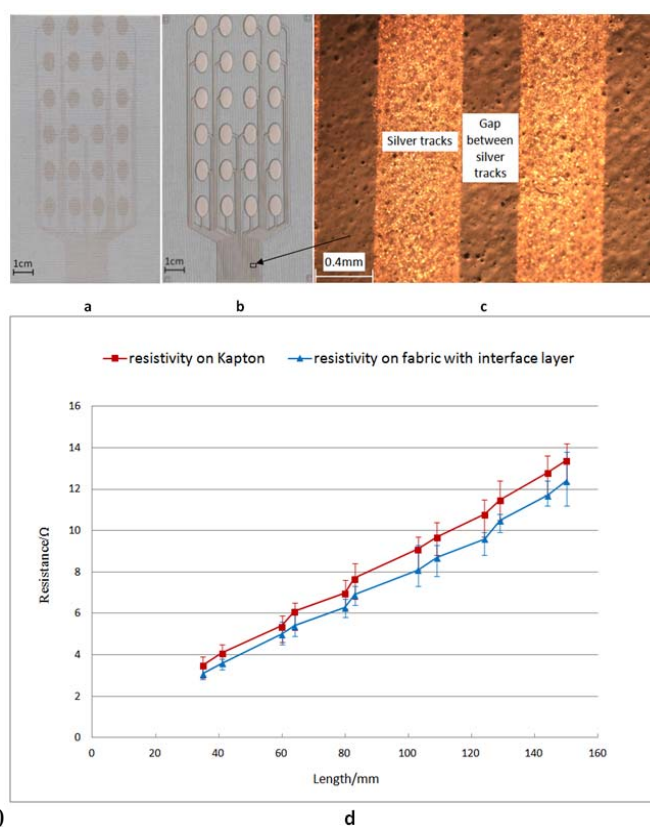 1cm
1cm
Silver tracks
Gap
between
silver
tracks
0.4mm
a
b
c
resistivity on Kapton
resistivity on fabric with interface layer
16
14
12
10
8
6
4
2
0
Resistance/Ω
0 20 40 60 80 100 120 140 160
Length/mm
)
d